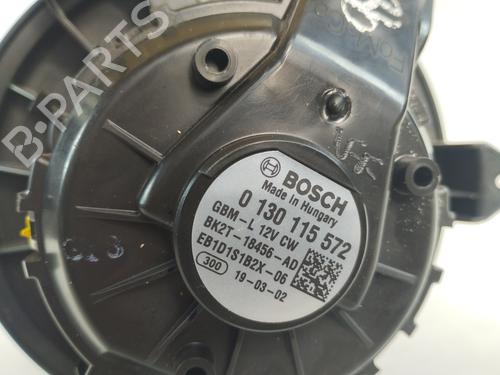 FoMoCo
BOSCH
Made in Hungary
0 130 115 572
GBM-L 12V CW
BK2T-18456-AD
EB1D1S1B2X-06
300
19-03-02
B-PARTS